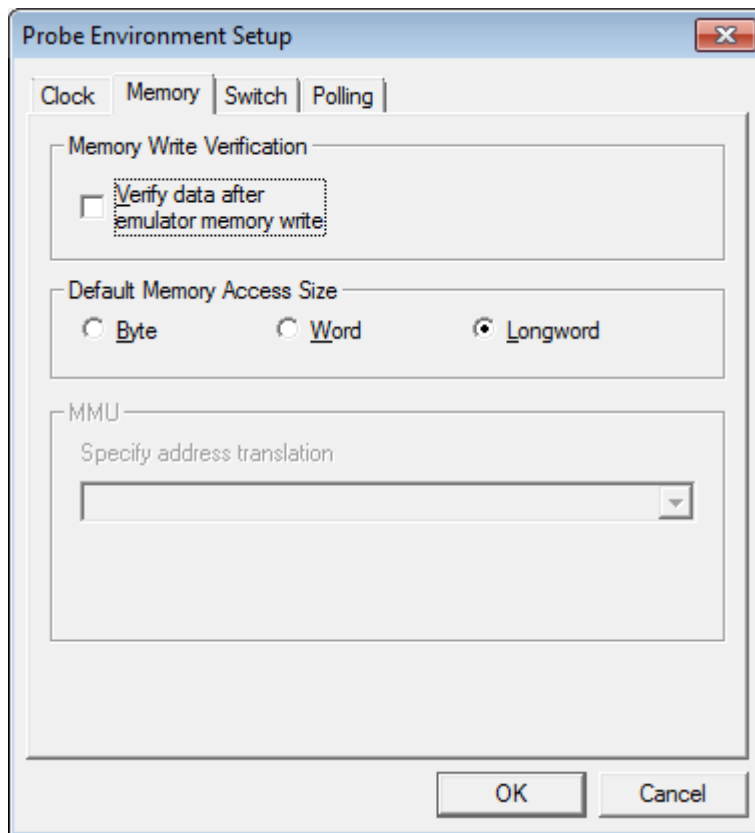 Probe Environment Setup
Clock Memory Switch Polling
Memory Write Verification
Verify data after
emulator memory write
Default Memory Access Size
Byte Word Longword
MMU
Specify address translation
OK Cancel